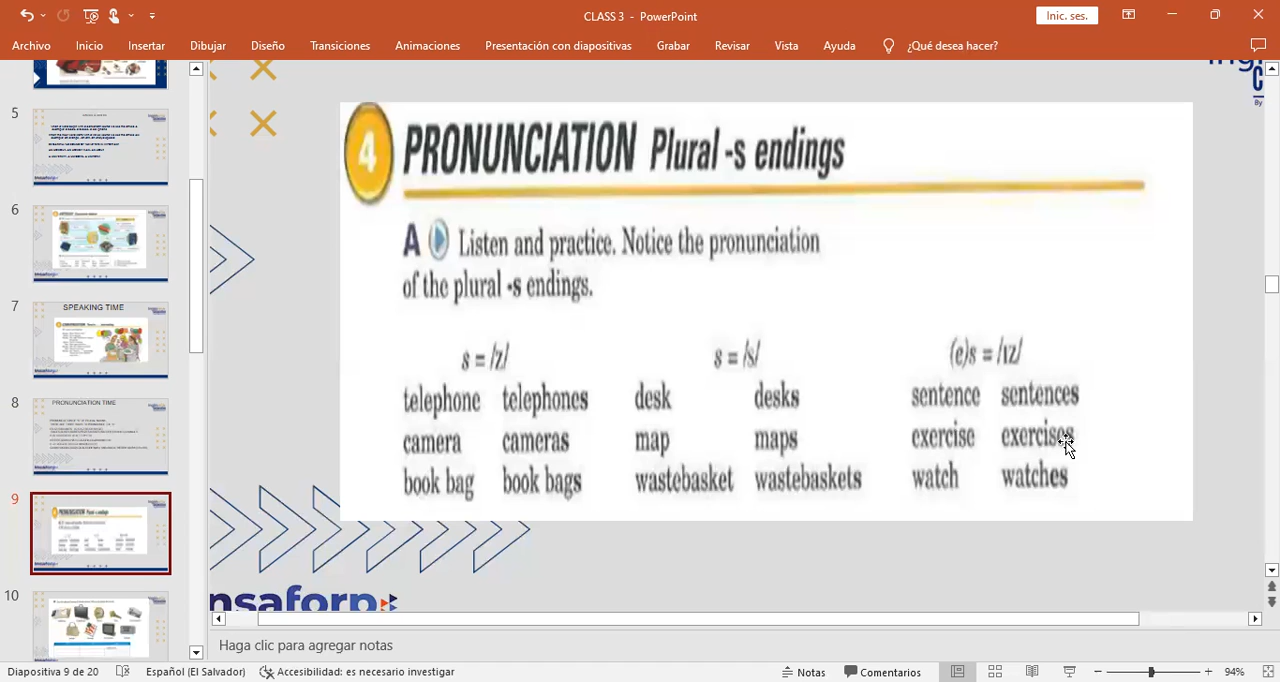 CLASS 3 - PowerPoint
Inic. ses.
Archivo Inicio Insertar Dibujar Diseño Transiciones Animaciones Presentación con diapositivas Grabar Revisar Vista Ayuda ¿Qué desea hacer?
5
6
7
SPEAKING TIME
8
PRONUNCIATION TIME
9
10
4 PRONUNCIATION Plural -s endings
A Listen and practice. Notice the pronunciation
of the plural -s endings.
s = /z/ s = /s/ (e)s = /ɪz/
telephone telephones desk desks sentence sentences
camera cameras map maps exercise exercises
book bag book bags wastebasket wastebaskets watch watches
By
nsaforp
Haga clic para agregar notas
Diapositiva 9 de 20 Español (El Salvador) Accesibilidad: es necesario investigar Notas Comentarios 94%